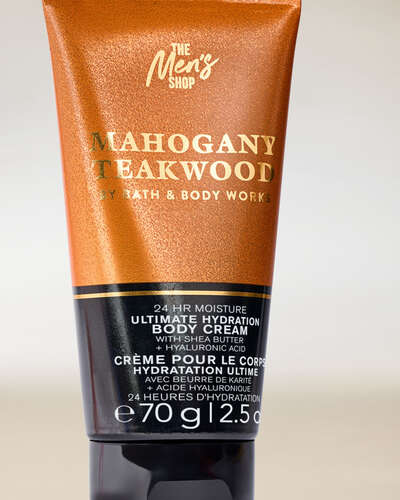 THE
Men's
SHOP
MAHOGANY
TEAKWOOD
BY BATH & BODY WORKS
24 HR MOISTURE
ULTIMATE HYDRATION
BODY CREAM
WITH SHEA BUTTER
+ HYALURONIC ACID
CRÈME POUR LE CORPS
HYDRATATION ULTIME
AVEC BEURRE DE KARITÉ
+ ACIDE HYALURONIQUE
24 HEURES D'HYDRATATION
℮ 70 g | 2.5 o